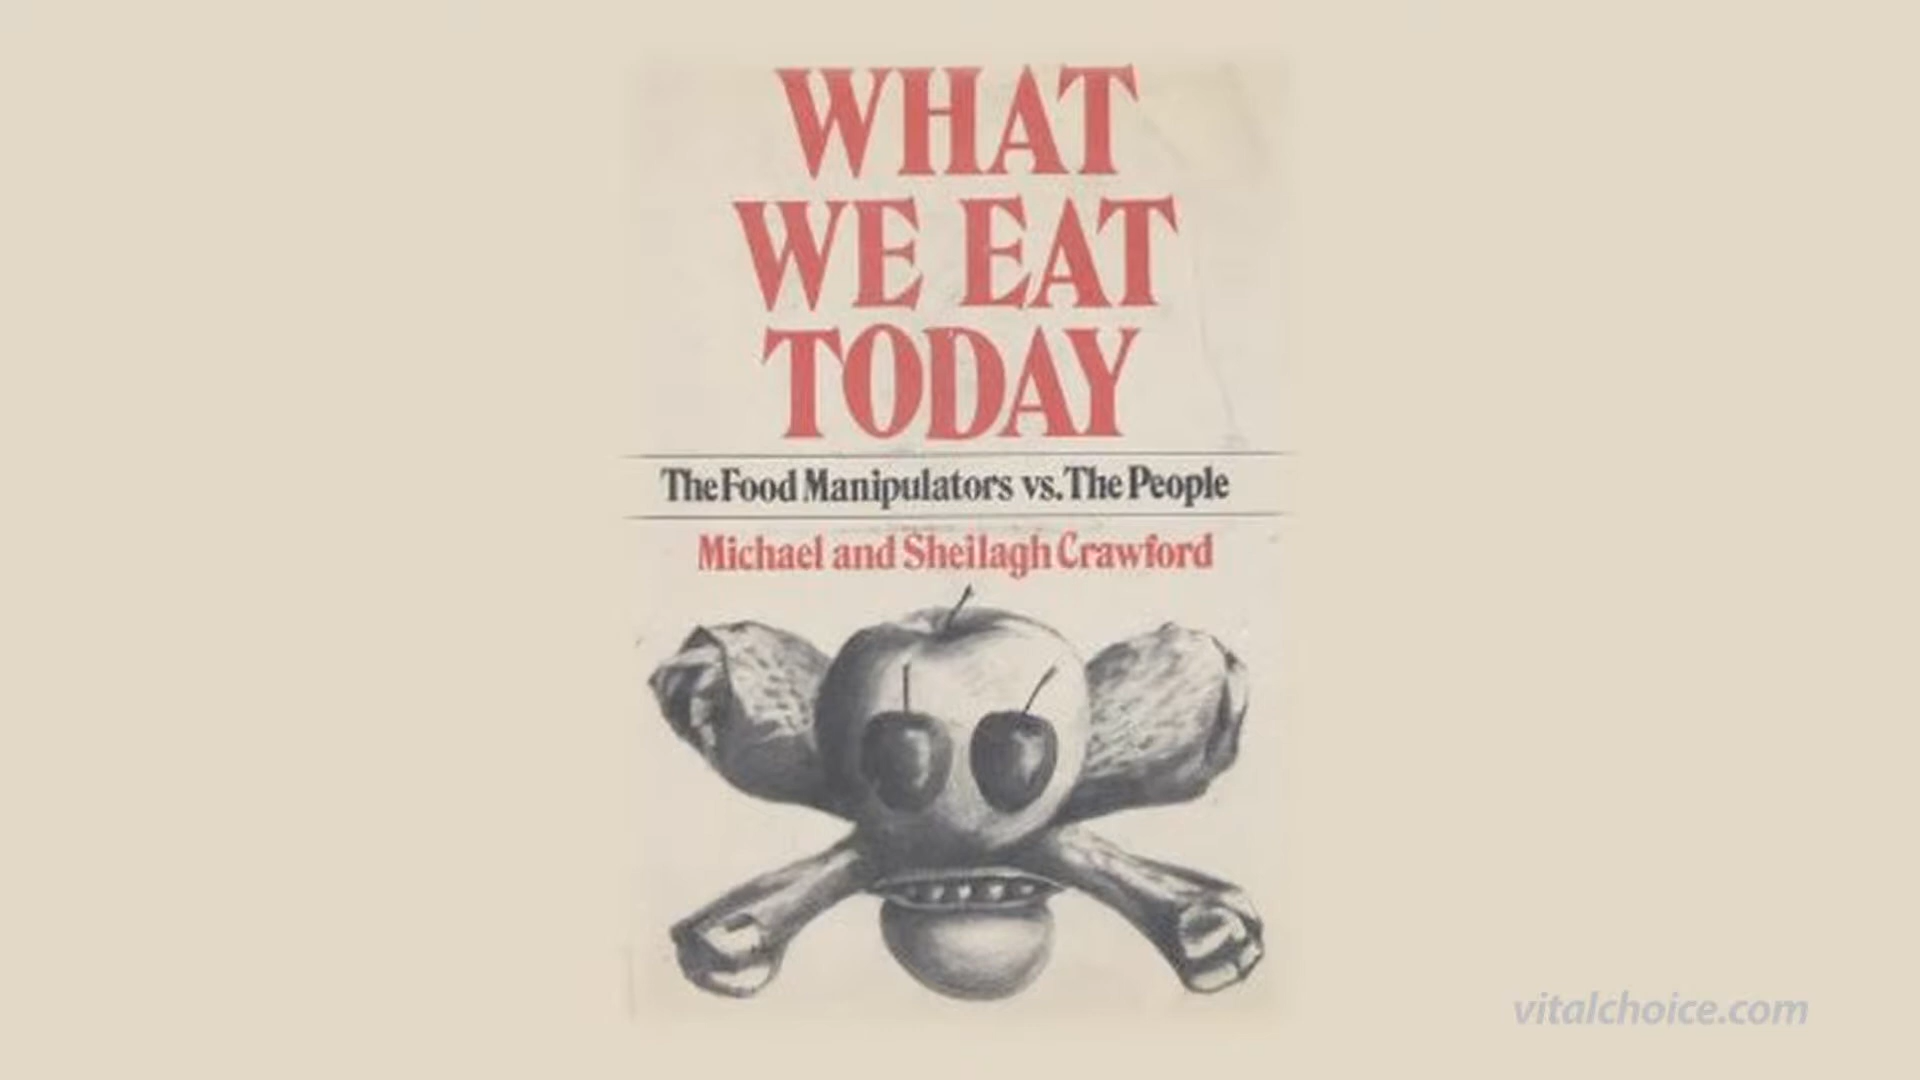 WHAT
WE EAT
TODAY
The Food Manipulators vs. The People
Michael and Sheilagh Crawford
vitalchoice.com